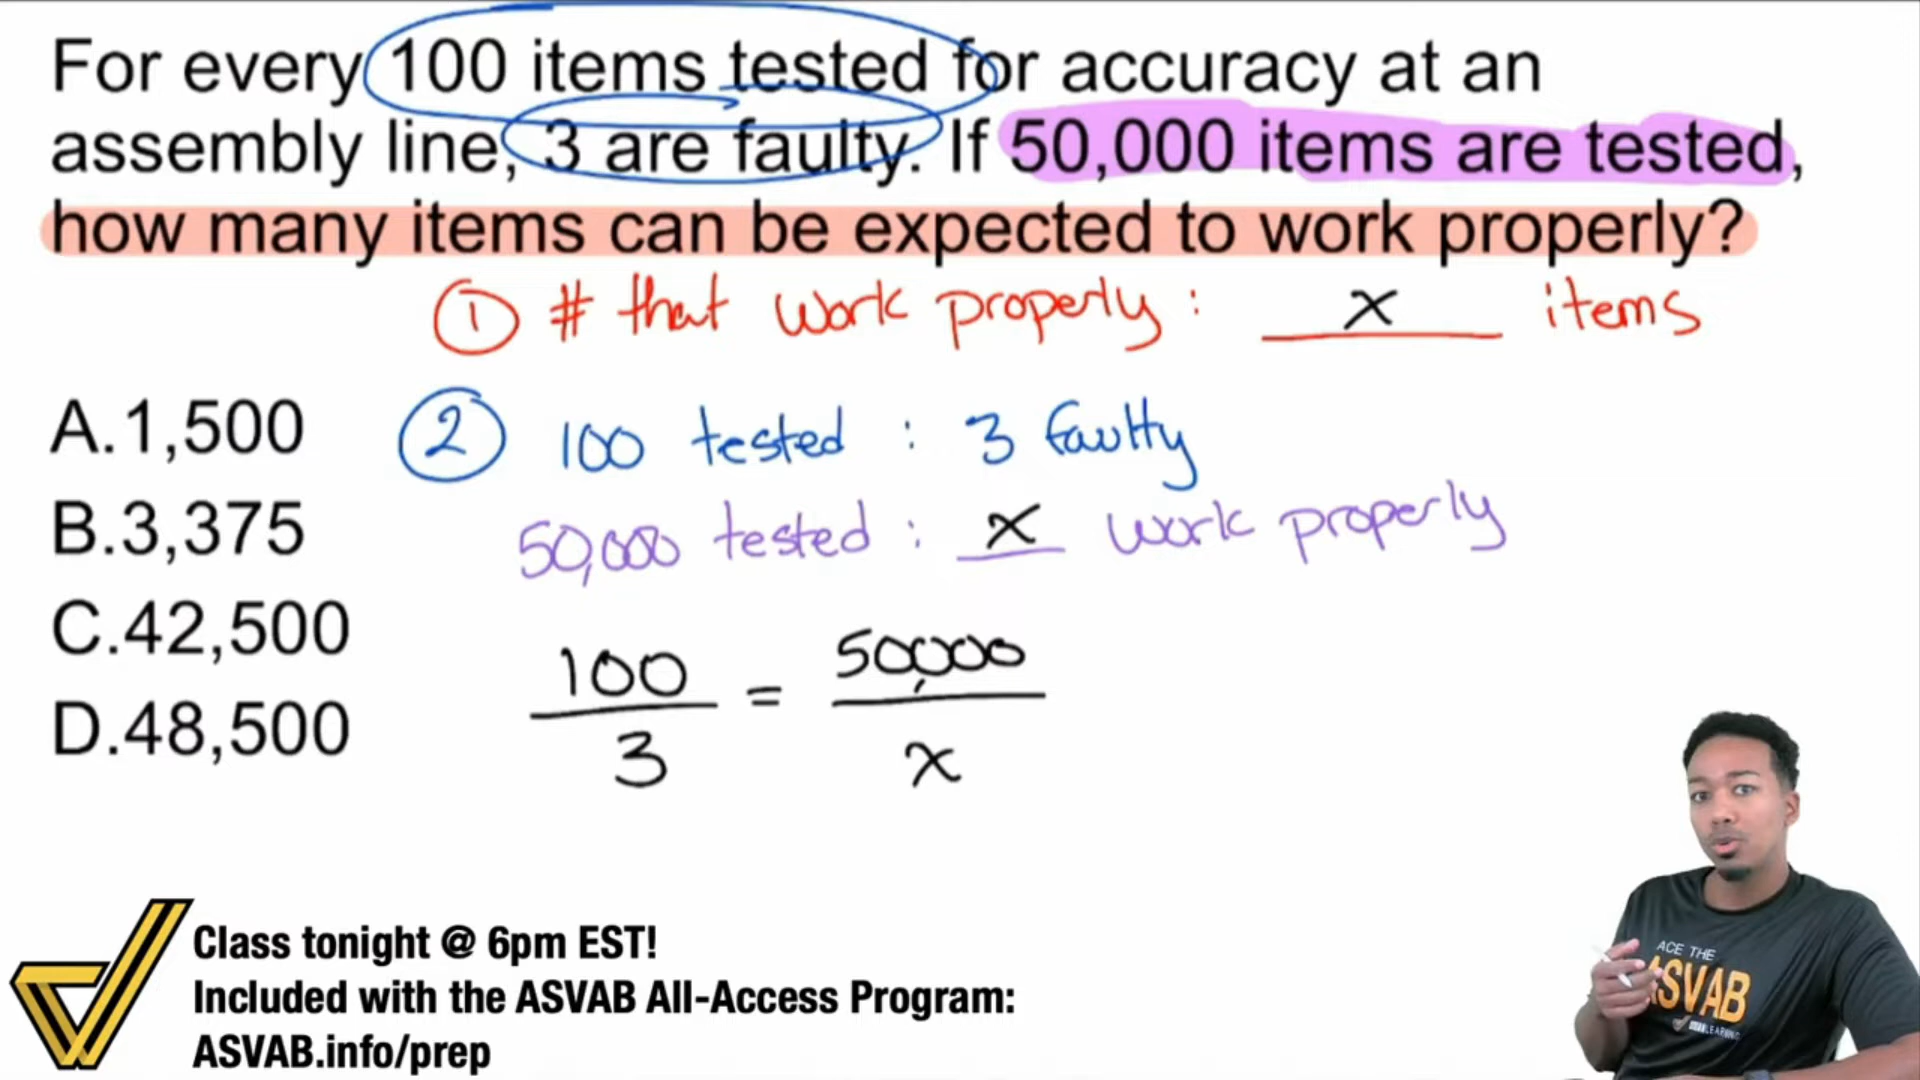 For every 100 items tested for accuracy at an
assembly line, 3 are faulty. If 50,000 items are tested,
how many items can be expected to work properly?
① # that work properly: x items
A.1,500
② 100 tested : 3 faulty
B.3,375
50,000 tested : x work properly
C.42,500
100 = 50,000
3 x
D.48,500
Class tonight @ 6pm EST!
Included with the ASVAB All-Access Program:
ASVAB.info/prep
ACE THE
ASVAB